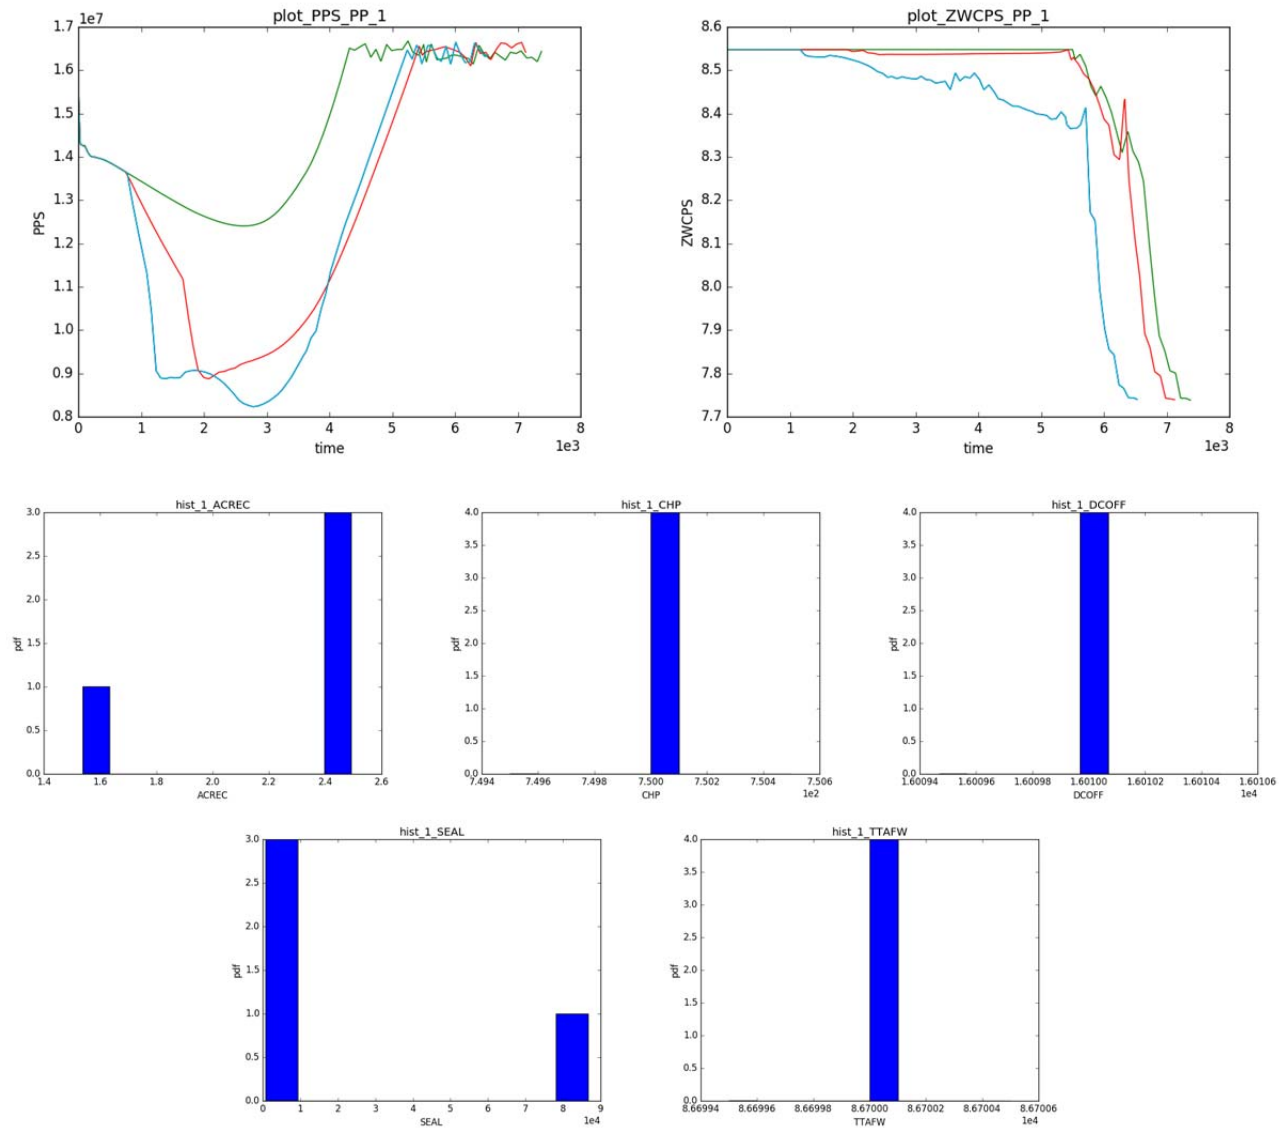 plot_PPS_PP_1
1.7 1e7
1.6
1.5
1.4
1.3
1.2
1.1
1.0
0.9
0.8
PPS
0 1 2 3 4 5 6 7 8
time 1e3
plot_ZWCPS_PP_1
8.6
8.5
8.4
8.3
8.2
8.1
8.0
7.9
7.8
7.7
ZWCPS
0 1 2 3 4 5 6 7 8
time 1e3
hist_1_ACREC
3.0
2.5
2.0
1.5
1.0
0.5
0.0
pdf
1.4 1.6 1.8 2.0 2.2 2.4 2.6
ACREC
hist_1_CHP
4.0
3.5
3.0
2.5
2.0
1.5
1.0
0.5
0.0
pdf
7.494 7.496 7.498 7.500 7.502 7.504 7.506
CHP 1e2
hist_1_DCOFF
4.0
3.5
3.0
2.5
2.0
1.5
1.0
0.5
0.0
pdf
1.60094 1.60096 1.60098 1.60100 1.60102 1.60104 1.60106
DCOFF 1e4
hist_1_SEAL
3.0
2.5
2.0
1.5
1.0
0.5
0.0
pdf
0 1 2 3 4 5 6 7 8 9
SEAL 1e4
hist_1_TTAFW
4.0
3.5
3.0
2.5
2.0
1.5
1.0
0.5
0.0
pdf
8.66994 8.66996 8.66998 8.67000 8.67002 8.67004 8.67006
TTAFW 1e4